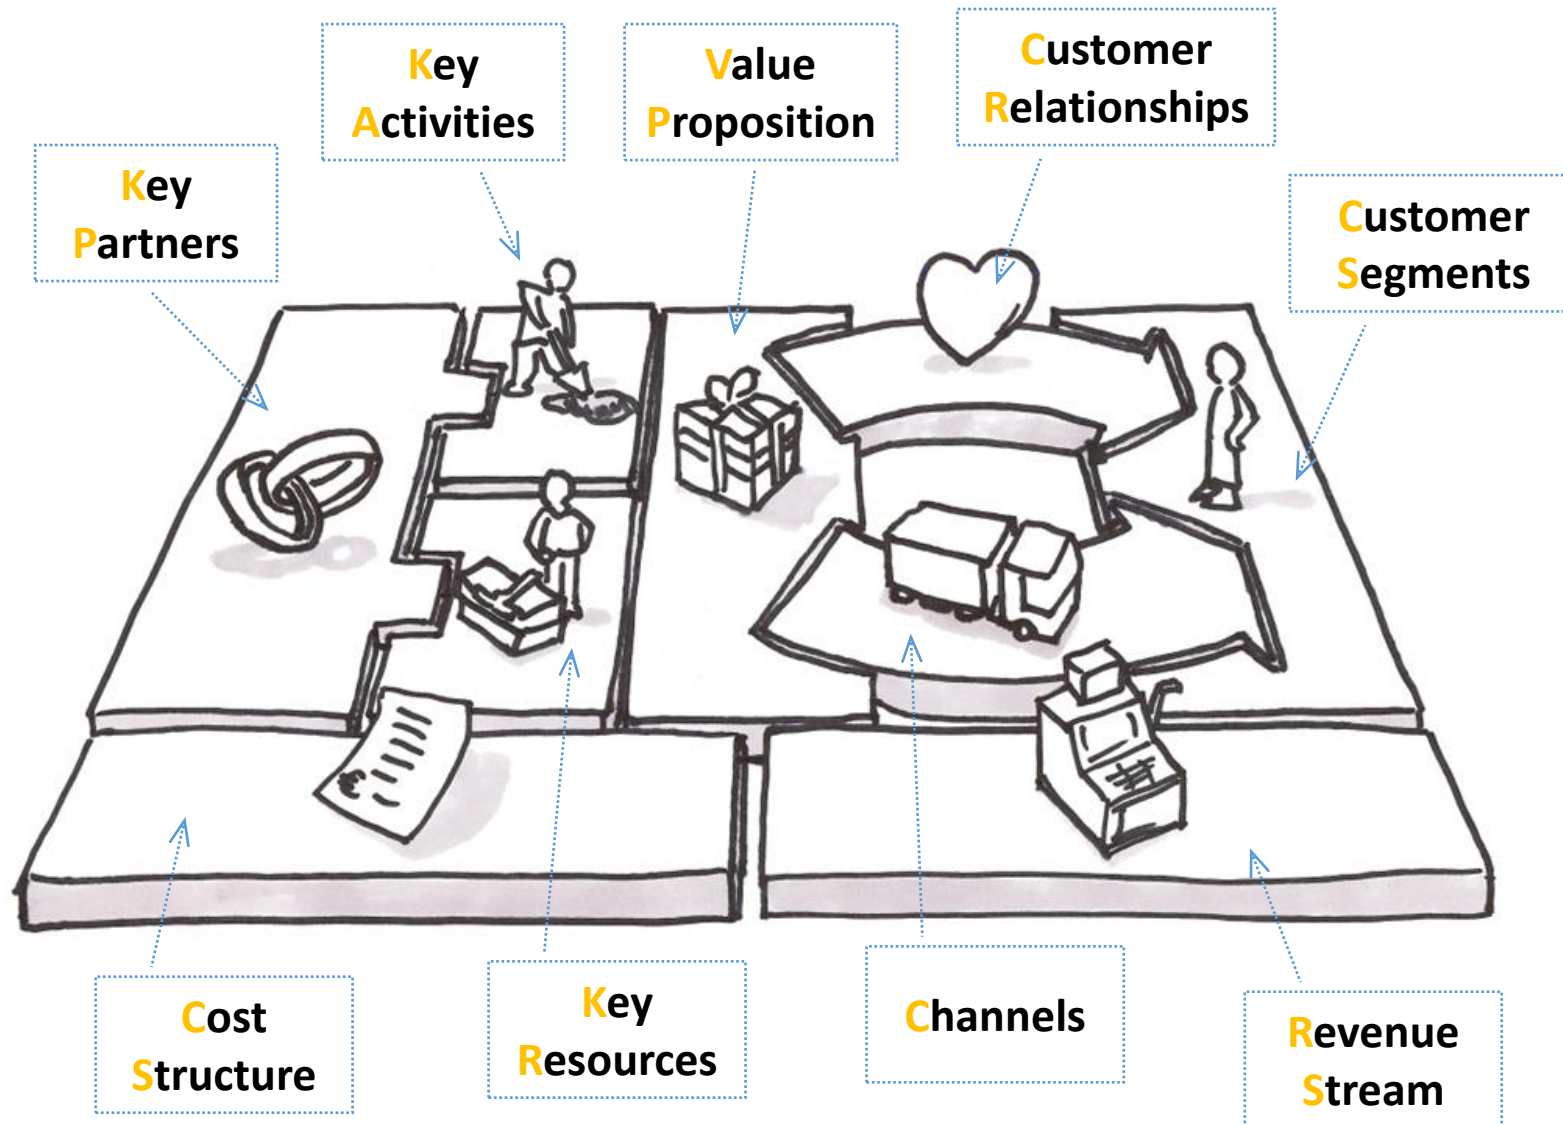 Key
Activities
Value
Proposition
Customer
Relationships
Key
Partners
Customer
Segments
Cost
Structure
Key
Resources
Channels
Revenue
Stream